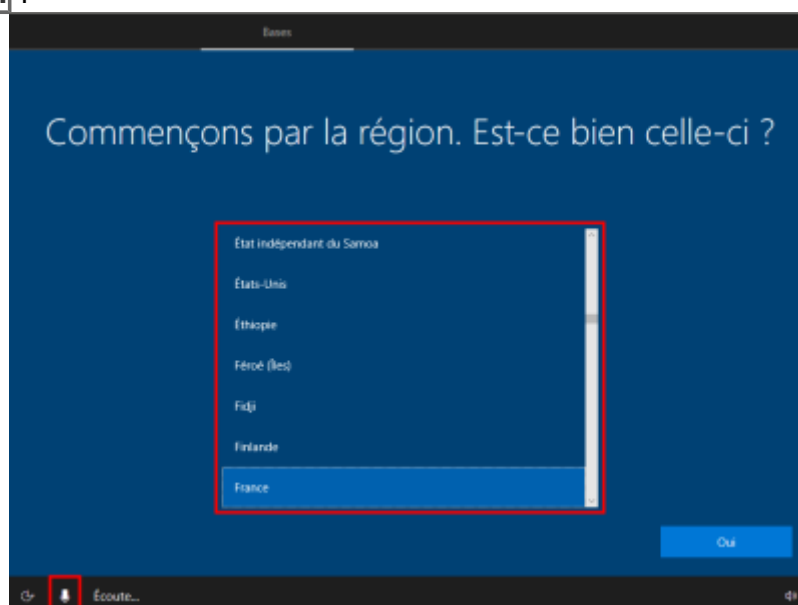 Bases
Commençons par la région. Est-ce bien celle-ci ?
État indépendant du Samoa
États-Unis
Éthiopie
Féroé (Îles)
Fidji
Finlande
France
Oui
Écoute...